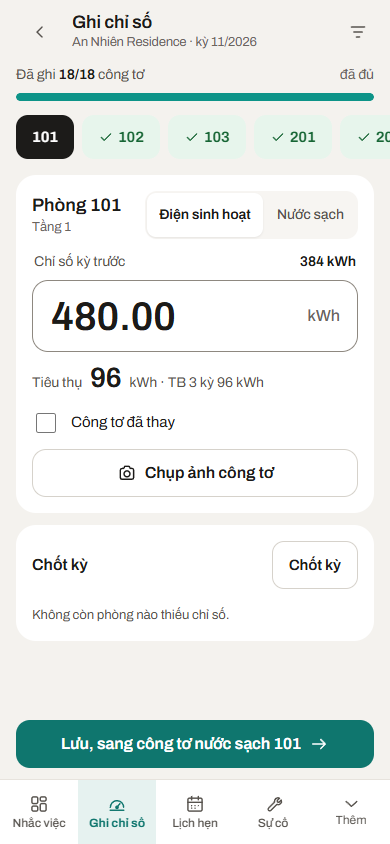 Ghi chỉ số
An Nhiên Residence · kỳ 11/2026
Đã ghi 18/18 công tơ
đã đủ
101
102
103
201
20
Phòng 101
Tầng 1
Điện sinh hoạt
Nước sạch
Chỉ số kỳ trước
384 kWh
480.00
kWh
Tiêu thụ 96 kWh · TB 3 kỳ 96 kWh
Công tơ đã thay
Chụp ảnh công tơ
Chốt kỳ
Chốt kỳ
Không còn phòng nào thiếu chỉ số.
Lưu, sang công tơ nước sạch 101
Nhắc việc
Ghi chỉ số
Lịch hẹn
Sự cố
Thêm